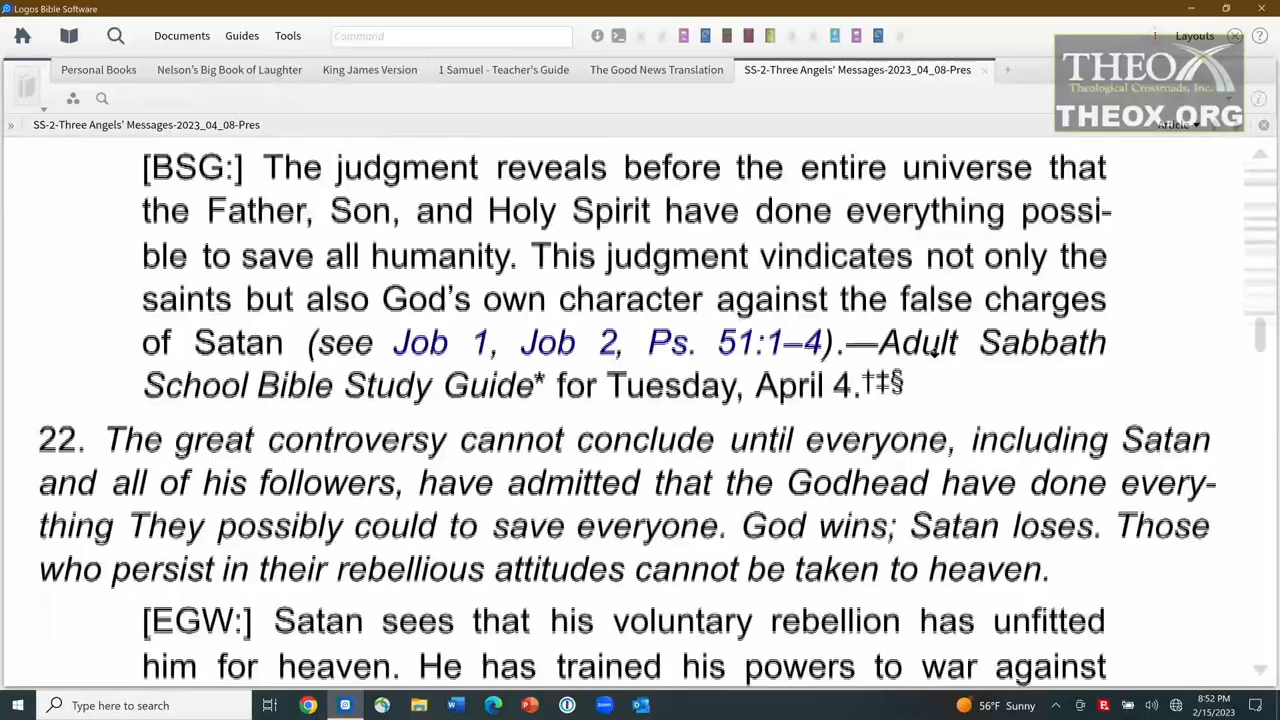 Logos Bible Software
Documents Guides Tools Command Layouts
THEOX
Theological Crossroads, Inc.
THEOX.ORG
Personal Books Nelson's Big Book of Laughter King James Version 1 Samuel - Teacher's Guide The Good News Translation SS-2-Three Angels' Messages-2023_04_08-Pres
SS-2-Three Angels' Messages-2023_04_08-Pres Article
[BSG:] The judgment reveals before the entire universe that
the Father, Son, and Holy Spirit have done everything possi-
ble to save all humanity. This judgment vindicates not only the
saints but also God's own character against the false charges
of Satan (see Job 1, Job 2, Ps. 51:1–4).—Adult Sabbath
School Bible Study Guide* for Tuesday, April 4.†‡§
22. The great controversy cannot conclude until everyone, including Satan
and all of his followers, have admitted that the Godhead have done every-
thing They possibly could to save everyone. God wins; Satan loses. Those
who persist in their rebellious attitudes cannot be taken to heaven.
[EGW:] Satan sees that his voluntary rebellion has unfitted
him for heaven. He has trained his powers to war against
Type here to search
56°F Sunny
8:52 PM
2/15/2023